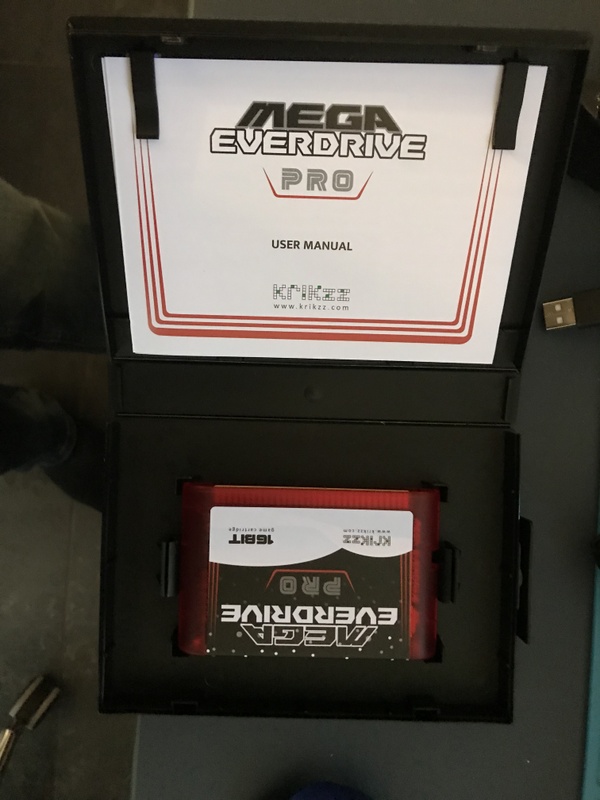 MEGA
EVERDRIVE
PRO
USER MANUAL
KRIKZZ
www.krikzz.com
MEGA
EVERDRIVE
PRO
KRIKZZ
www.krikzz.com
16BIT
game cartridge